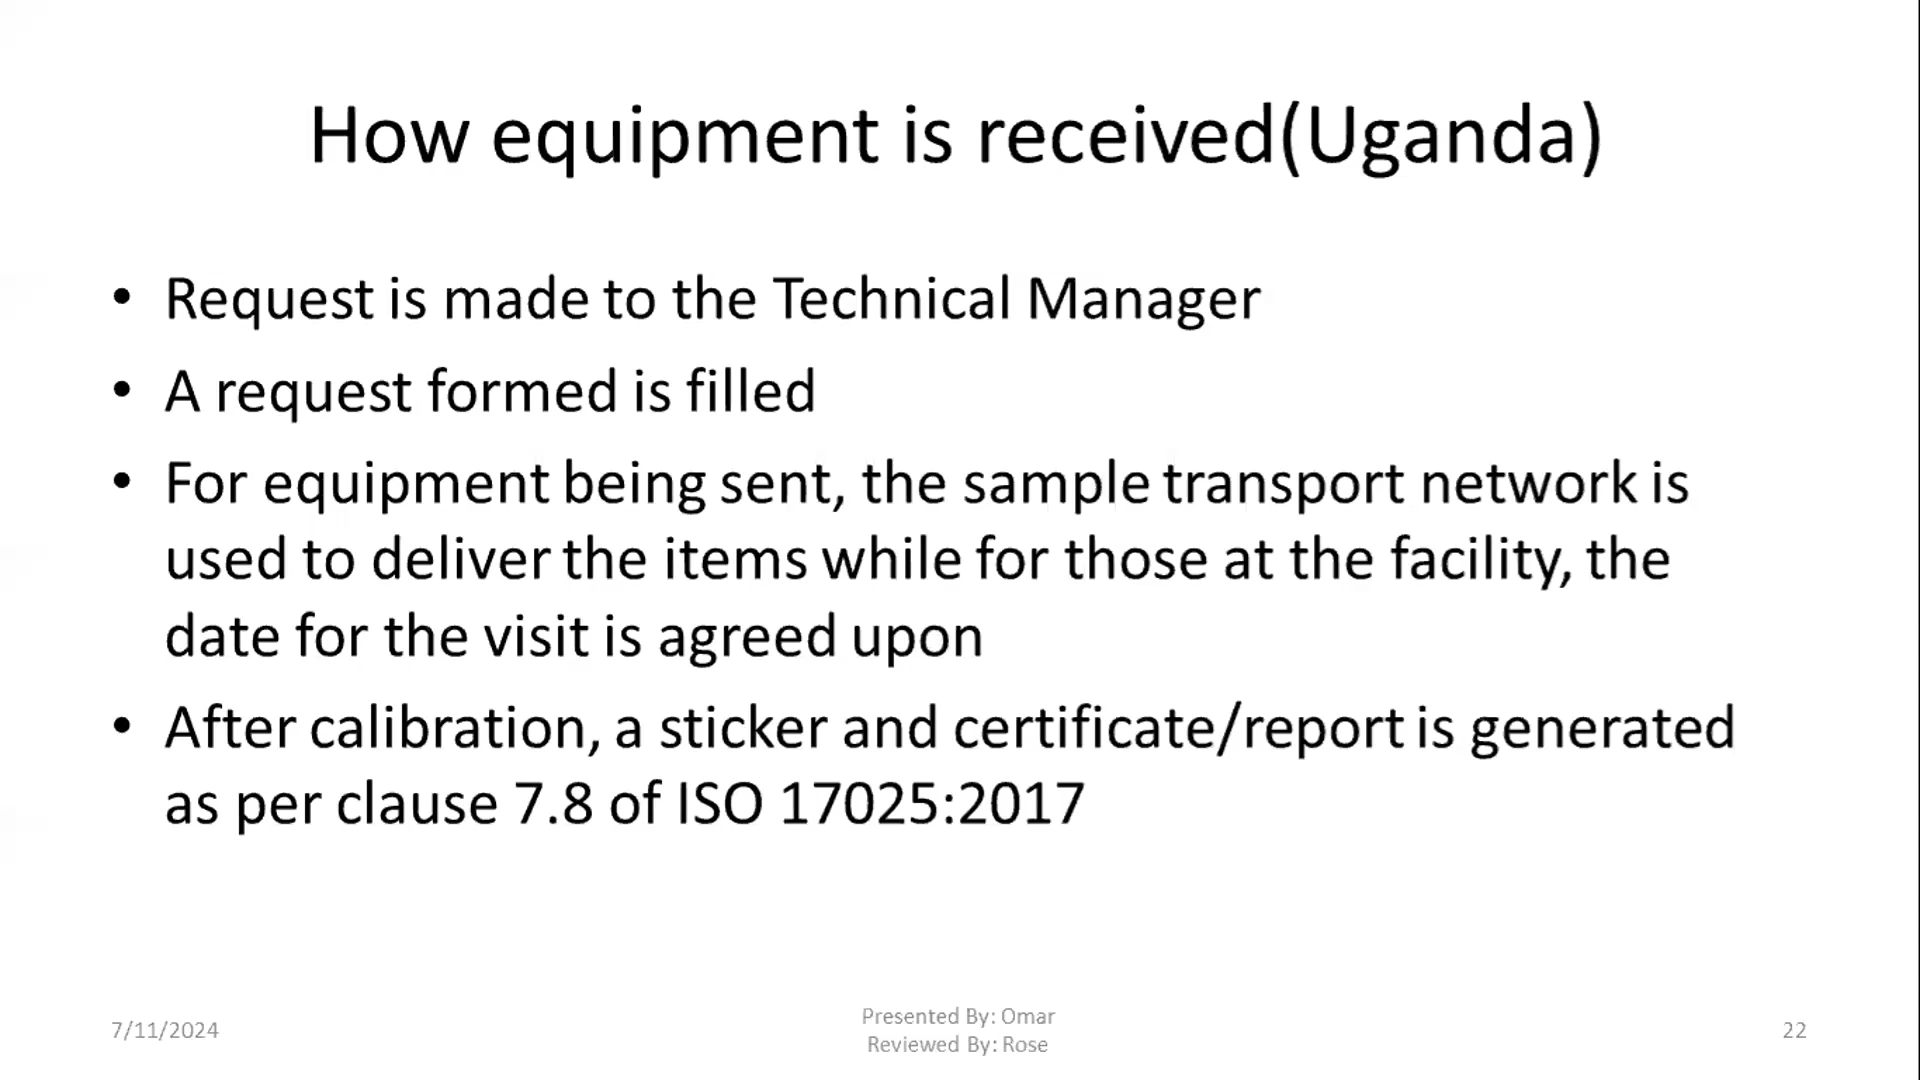 How equipment is received(Uganda)
• Request is made to the Technical Manager
• A request formed is filled
• For equipment being sent, the sample transport network is
used to deliver the items while for those at the facility, the
date for the visit is agreed upon
• After calibration, a sticker and certificate/report is generated
as per clause 7.8 of ISO 17025:2017
7/11/2024
Presented By: Omar
Reviewed By: Rose
22